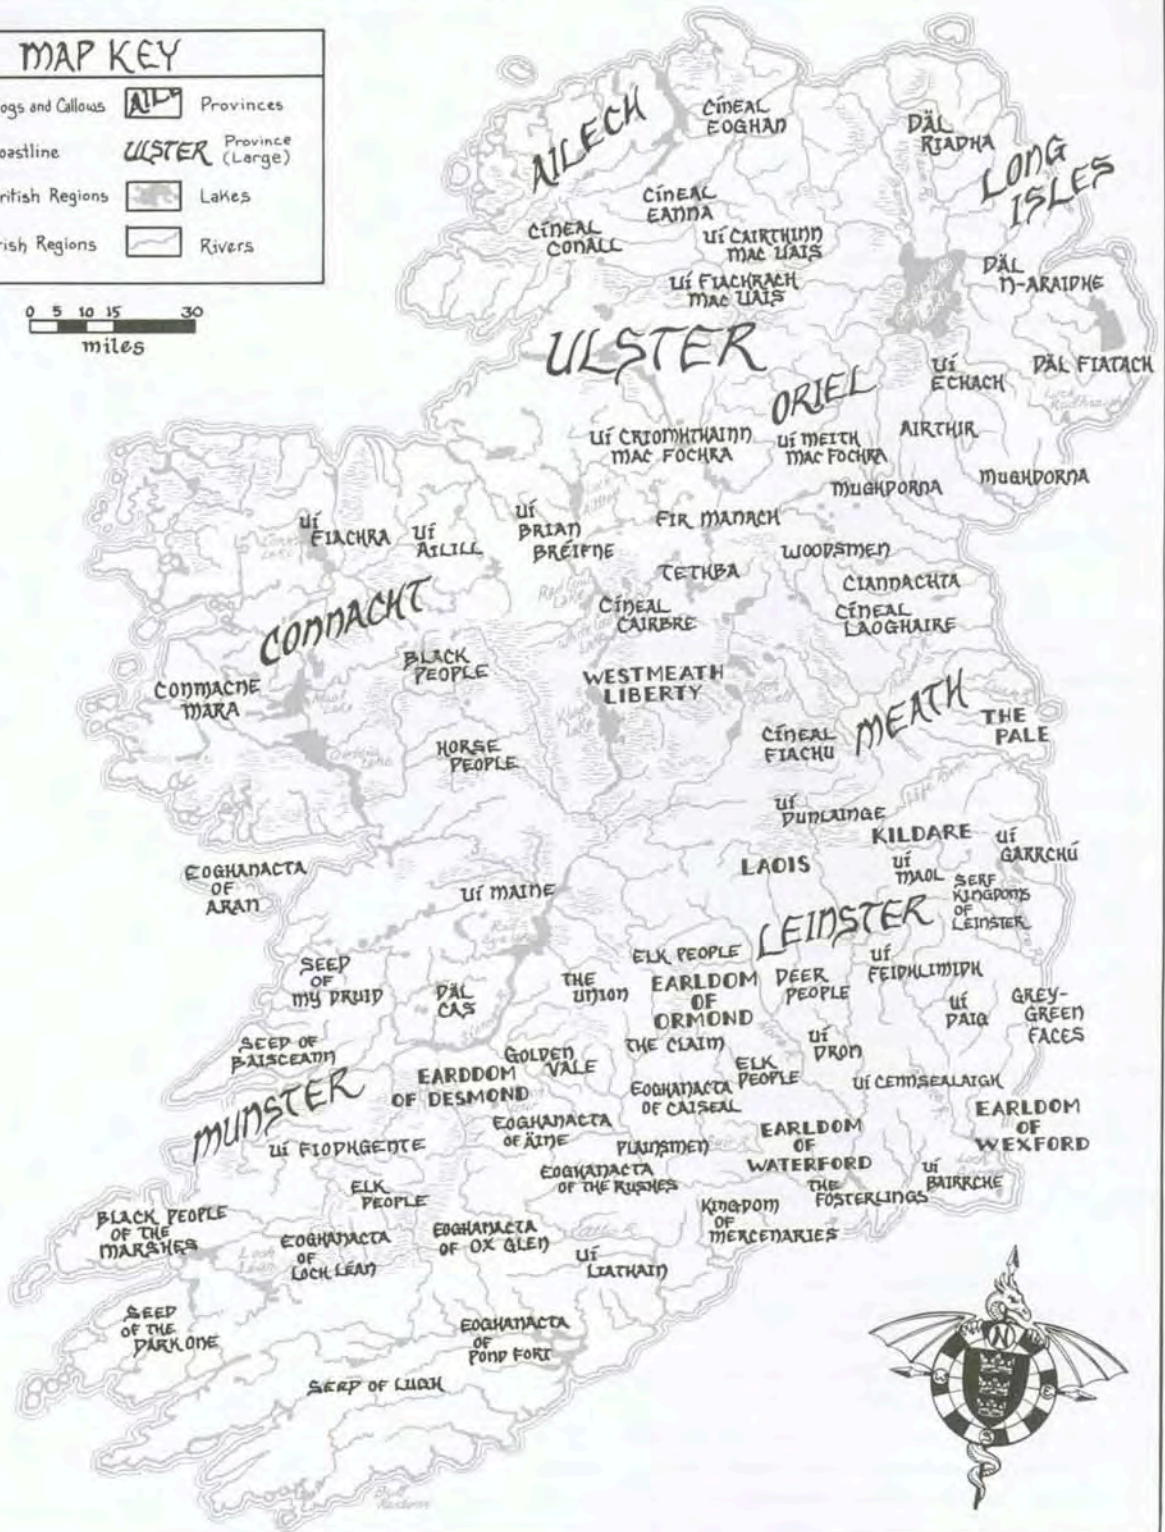 MAP KEY
ogs and Callows
AIL
Provinces
oastline
ULSTER
Province
(Large)
ritish Regions
Lakes
rish Regions
Rivers
0 5 10 15 30
miles
AILECH
CÍNEAL
EOGHAN
DÄL
RIADHA
LONG
ISLES
CÍNEAL
EANNA
CÍNEAL
CONALL
UÍ CAIRTHINN
MAC UAIS
UÍ FIACHRACH
MAC UAIS
DÄL
N-ARAIDHE
ULSTER
UÍ
ECHACH
DÄL FIATACH
ORIEL
UÍ CRIOMHTHAINN
MAC FOCHRA
UÍ MEITH
MAC FOCHRA
AIRTHIR
MUGHDORNA
MUGHDORNA
UÍ
FIACHRA
UÍ
AILILL
UÍ
BRIAN
BRÉIFNE
FIR MANACH
WOODSMEN
TETHBA
CIANNACHTA
CÍNEAL
CAIRBRE
CÍNEAL
LAOGHAIRE
CONNACHT
BLACK
PEOPLE
WESTMEATH
LIBERTY
CONMACNE
MARA
MEATH
THE
PALE
HORSE
PEOPLE
CÍNEAL
FIACHU
UÍ
DUNLAINGE
KILDARE
UÍ
GARRCHÚ
LAOIS
UÍ
MAOL
SERF
KINGDOMS
OF
LEINSTER
EOGHANACTA
OF
ARAN
UÍ MAINE
LEINSTER
ELK PEOPLE
UÍ
FEIDHLIMIDH
SEED
OF
MY DRUID
DÄL
CAS
THE
UNION
EARLDOM
OF
ORMOND
DEER
PEOPLE
UÍ
DAIG
GREY-
GREEN
FACES
SEED OF
BAISCEANN
GOLDEN
VALE
THE CLAIM
UÍ
DRON
EARDDOM
OF DESMOND
ELK
PEOPLE
UÍ CENNSEALAIGH
EOGHANACTA
OF CAISEAL
MUNSTER
EOGHANACTA
OF ÄINE
EARLDOM
OF
WATERFORD
EARLDOM
OF
WEXFORD
UÍ FIODHGENTE
PLAINSMEN
EOGHANACTA
OF THE RUSHES
UÍ
BAIRRCHE
ELK
PEOPLE
THE
FOSTERLINGS
KINGDOM
OF
MERCENARIES
BLACK PEOPLE
OF THE
MARSHES
Loch
Lean
EOGHANACTA
OF
LOCH LÉAN
EOGHANACTA
OF OX GLEN
UÍ
LIATHAIN
SEED
OF THE
DARK ONE
EOGHANACTA
OF
POND FORT
SEED OF LUGH
N